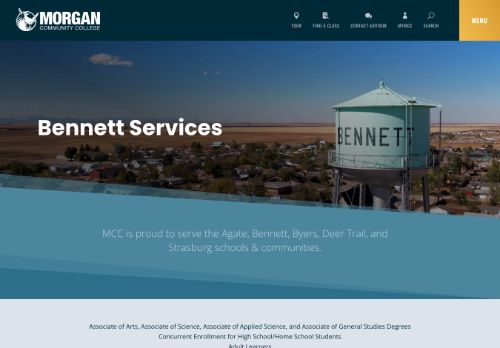 MORGAN
COMMUNITY COLLEGE
TOUR
FIND A CLASS
CONTACT ADVISOR
MYMCC
SEARCH
MENU
Bennett Services
BENNETT
MCC is proud to serve the Agate, Bennett, Byers, Deer Trail, and
Strasburg schools & communities.
Associate of Arts, Associate of Science, Associate of Applied Science, and Associate of General Studies Degrees
Concurrent Enrollment for High School/Home School Students
Adult Learners